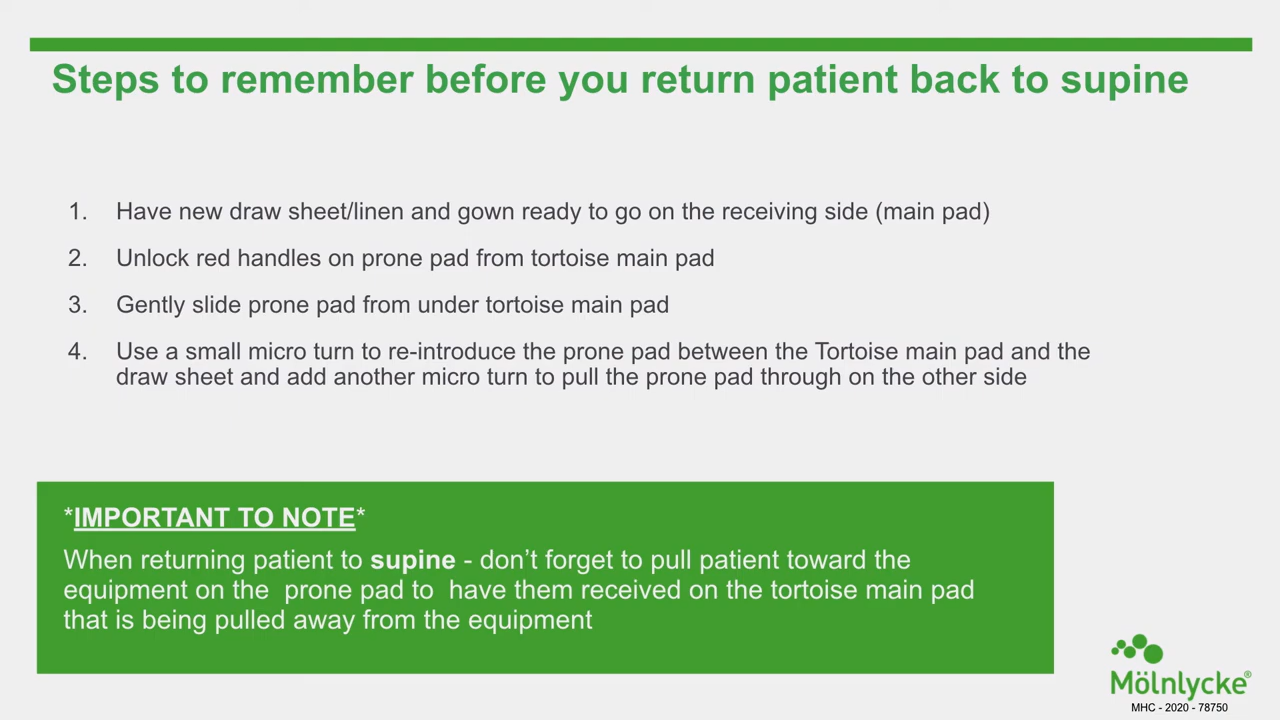 Steps to remember before you return patient back to supine
1. Have new draw sheet/linen and gown ready to go on the receiving side (main pad)
2. Unlock red handles on prone pad from tortoise main pad
3. Gently slide prone pad from under tortoise main pad
4. Use a small micro turn to re-introduce the prone pad between the Tortoise main pad and the
draw sheet and add another micro turn to pull the prone pad through on the other side
*IMPORTANT TO NOTE*
When returning patient to supine - don’t forget to pull patient toward the
equipment on the  prone pad to  have them received on the tortoise main pad
that is being pulled away from the equipment
Mölnlycke®
MHC - 2020 - 78750